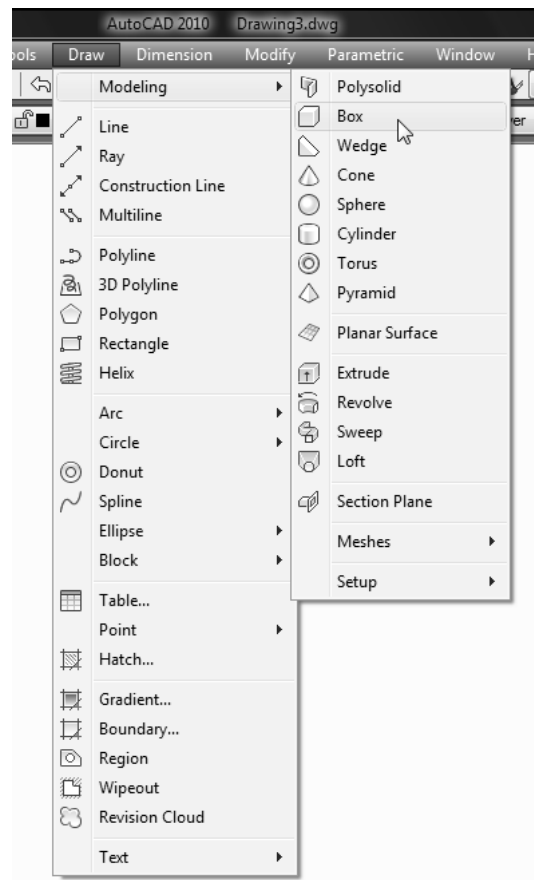 AutoCAD 2010 Drawing3.dwg
ools Draw Dimension Modify Parametric Window H
Modeling
Line
Ray
Construction Line
Multiline
Polyline
3D Polyline
Polygon
Rectangle
Helix
Arc
Circle
Donut
Spline
Ellipse
Block
Table...
Point
Hatch...
Gradient...
Boundary...
Region
Wipeout
Revision Cloud
Text
Polysolid
Box
Wedge
Cone
Sphere
Cylinder
Torus
Pyramid
Planar Surface
Extrude
Revolve
Sweep
Loft
Section Plane
Meshes
Setup
yer